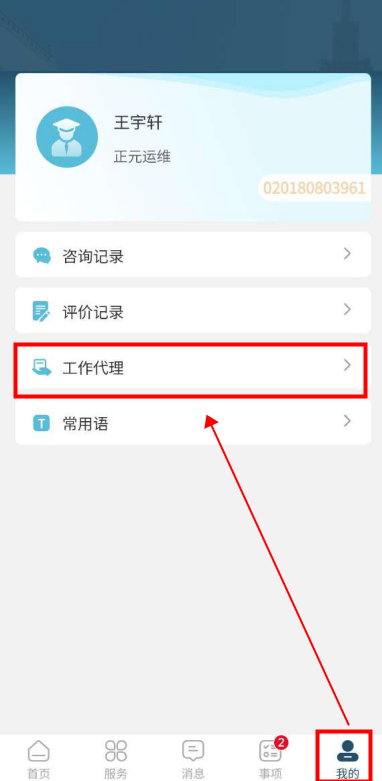 王宇轩
正元运维
020180803961
咨询记录
评价记录
工作代理
T 常用语
2
首页 服务 消息 事项 我的